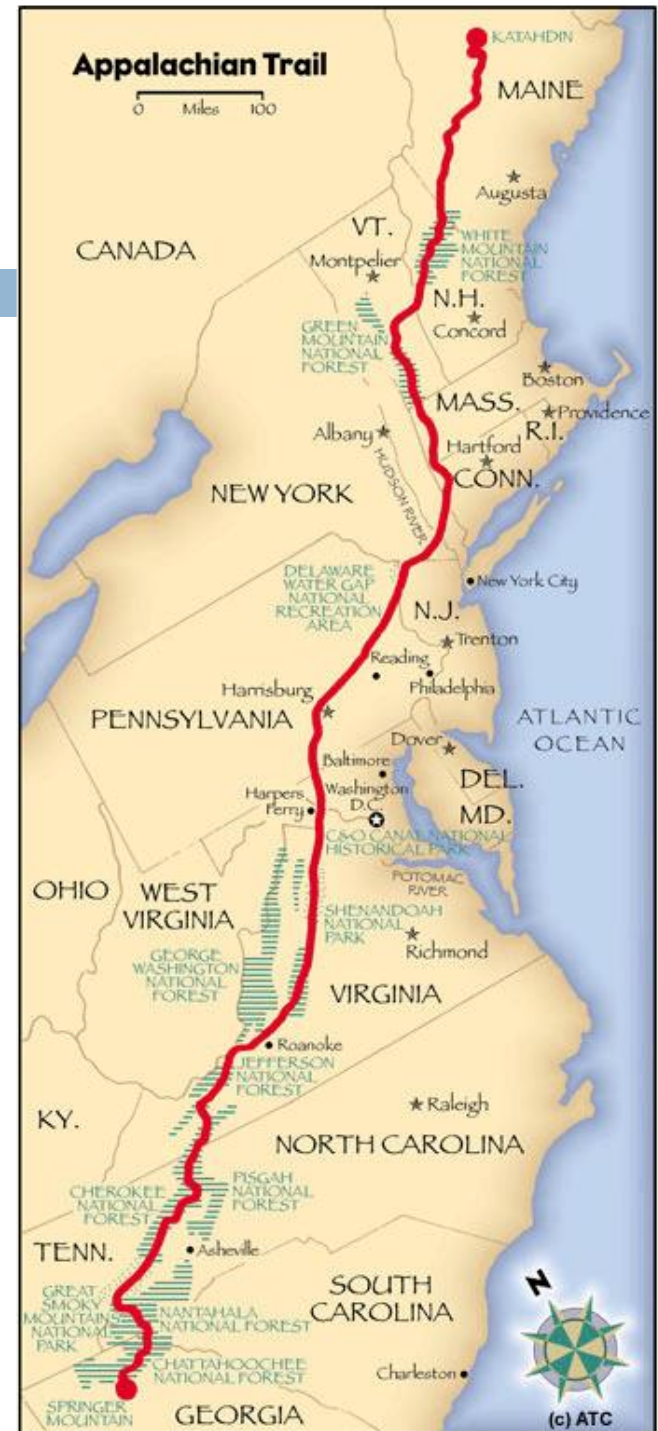 KATAHDIN
Appalachian Trail
0 Miles 100
MAINE
Augusta
VT.
WHITE
MOUNTAIN
NATIONAL
FOREST
CANADA
Montpelier
N.H.
Concord
GREEN
MOUNTAIN
NATIONAL
FOREST
Boston
MASS.
Providence
R.I.
Albany
Hartford
CONN.
HUDSON RIVER
NEW YORK
DELAWARE
WATER GAP
NATIONAL
RECREATION
AREA
New York City
N.J.
Trenton
Reading
Philadelphia
Harrisburg
PENNSYLVANIA
ATLANTIC
OCEAN
Dover
Baltimore
DEL.
Washington
D.C.
MD.
Harpers
Ferry
C&O CANAL NATIONAL
HISTORICAL PARK
POTOMAC
RIVER
OHIO
WEST
VIRGINIA
SHENANDOAH
NATIONAL
PARK
Richmond
GEORGE
WASHINGTON
NATIONAL
FOREST
VIRGINIA
Roanoke
JEFFERSON
NATIONAL
FOREST
KY.
Raleigh
NORTH CAROLINA
CHEROKEE
NATIONAL
FOREST
PISGAH
NATIONAL
FOREST
TENN.
Asheville
GREAT
SMOKY
MOUNTAINS
NATIONAL
PARK
SOUTH
CAROLINA
N
NANTAHALA
NATIONAL FOREST
CHATTAHOOCHEE
NATIONAL FOREST
Charleston
SPRINGER
MOUNTAIN
GEORGIA
(c) ATC